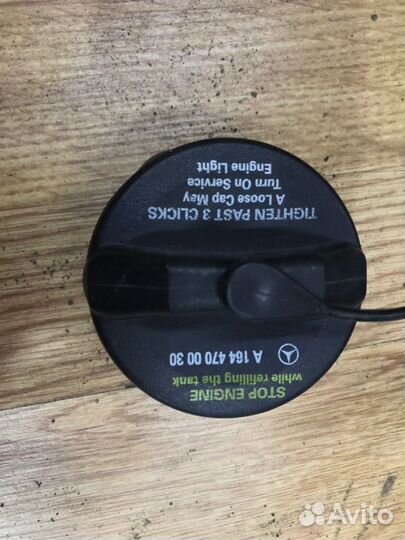 STOP ENGINE
while refilling the tank
A 164 470 00 30
TIGHTEN PAST 3 CLICKS
A Loose Cap May
Turn On Service
Engine Light
Avito